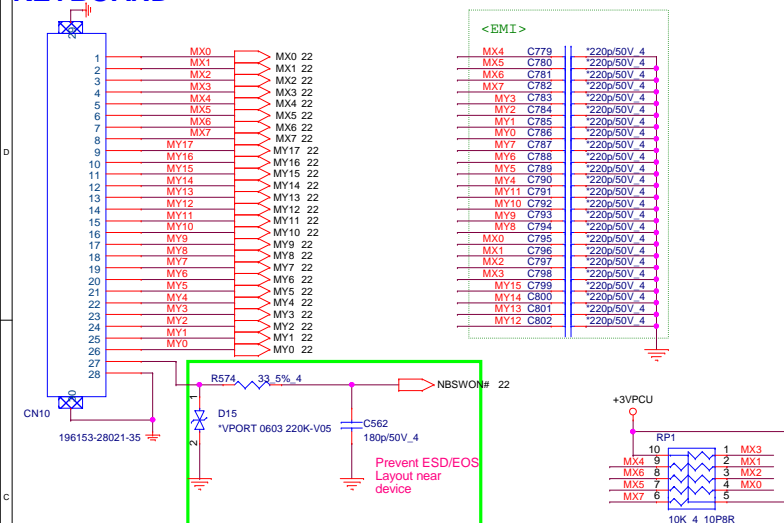 KEYBOARD
1 MX0 MX0 22
2 MX1 MX1 22
3 MX2 MX2 22
4 MX3 MX3 22
5 MX4 MX4 22
6 MX5 MX5 22
7 MX6 MX6 22
8 MX7 MX7 22
9 MY17 MY17 22
10 MY16 MY16 22
11 MY15 MY15 22
12 MY14 MY14 22
13 MY13 MY13 22
14 MY12 MY12 22
15 MY11 MY11 22
16 MY10 MY10 22
17 MY9 MY9 22
18 MY8 MY8 22
19 MY7 MY7 22
20 MY6 MY6 22
21 MY5 MY5 22
22 MY4 MY4 22
23 MY3 MY3 22
24 MY2 MY2 22
25 MY1 MY1 22
26 MY0 MY0 22
27
28
CN10
196153-28021-35
<EMI>
MX4 C779 *220p/50V_4
MX5 C780 *220p/50V_4
MX6 C781 *220p/50V_4
MX7 C782 *220p/50V_4
MY3 C783 *220p/50V_4
MY2 C784 *220p/50V_4
MY1 C785 *220p/50V_4
MY0 C786 *220p/50V_4
MY7 C787 *220p/50V_4
MY6 C788 *220p/50V_4
MY5 C789 *220p/50V_4
MY4 C790 *220p/50V_4
MY11 C791 *220p/50V_4
MY10 C792 *220p/50V_4
MY9 C793 *220p/50V_4
MY8 C794 *220p/50V_4
MX0 C795 *220p/50V_4
MX1 C796 *220p/50V_4
MX2 C797 *220p/50V_4
MX3 C798 *220p/50V_4
MY15 C799 *220p/50V_4
MY14 C800 *220p/50V_4
MY13 C801 *220p/50V_4
MY12 C802 *220p/50V_4
R574 33_5%_4
NBSWON# 22
1
D15
*VPORT 0603 220K-V05
2
C562
180p/50V_4
Prevent ESD/EOS
Layout near
device
+3VPCU
RP1
10 1 MX3
MX4 9 2 MX1
MX6 8 3 MX2
MX5 7 4 MX0
MX7 6 5
10K_4_10P8R
D
C